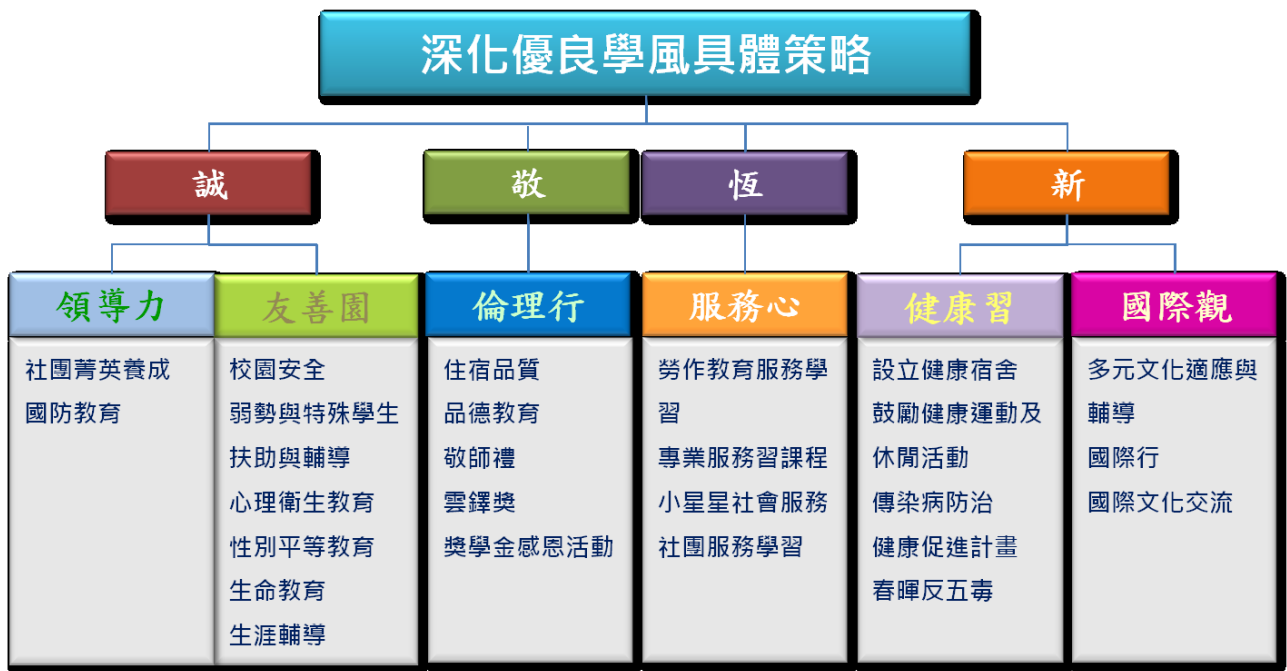 深化優良學風具體策略
誠
敬
恆
新
領導力
社團菁英養成
國防教育
友善園
校園安全
弱勢與特殊學生
扶助與輔導
心理衛生教育
性別平等教育
生命教育
生涯輔導
倫理行
住宿品質
品德教育
敬師禮
雲鐸獎
獎學金感恩活動
服務心
勞作教育服務學
習
專業服務習課程
小星星社會服務
社團服務學習
健康習
設立健康宿舍
鼓勵健康運動及
休閒活動
傳染病防治
健康促進計畫
春暉反五毒
國際觀
多元文化適應與
輔導
國際行
國際文化交流